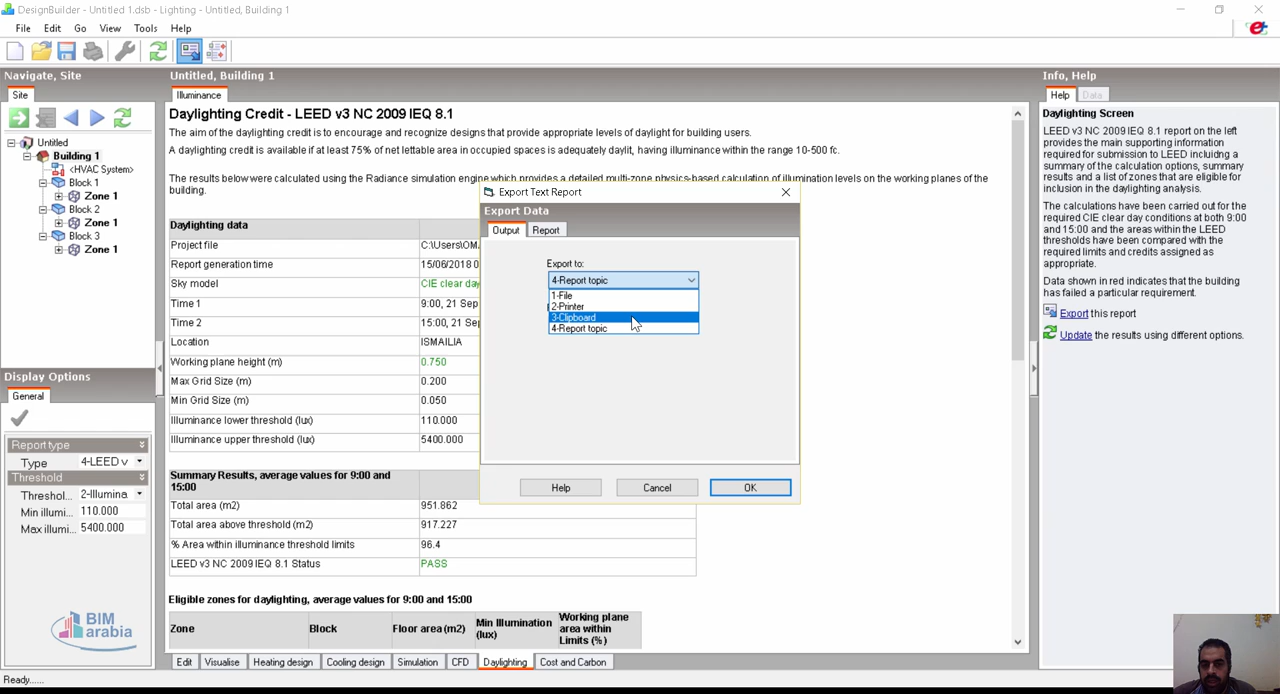 DesignBuilder - Untitled 1.dsb - Lighting - Untitled, Building 1
File Edit Go View Tools Help
Navigate, Site
Site
Untitled
Building 1
<HVAC System>
Block 1
Zone 1
Block 2
Zone 1
Block 3
Zone 1
Display Options
General
Report type
Type 4-LEED v
Threshold
Threshol... 2-Illumina
Min illumi... 110.000
Max illumi... 5400.000
BIM
arabia
Untitled, Building 1
Illuminance
Daylighting Credit - LEED v3 NC 2009 IEQ 8.1
The aim of the daylighting credit is to encourage and recognize designs that provide appropriate levels of daylight for building users.
A daylighting credit is available if at least 75% of net lettable area in occupied spaces is adequately daylit, having illuminance within the range 10-500 fc.
The results below were calculated using the Radiance simulation engine which provides a detailed multi-zone physics-based calculation of illumination levels on the working planes of the
building.
Daylighting data
Project file C:\Users\OM
Report generation time 15/06/2018 0
Sky model CIE clear day
Time 1 9:00, 21 Sep
Time 2 15:00, 21 Sep
Location ISMAILIA
Working plane height (m) 0.750
Max Grid Size (m) 0.200
Min Grid Size (m) 0.050
Illuminance lower threshold (lux) 110.000
Illuminance upper threshold (lux) 5400.000
Summary Results, average values for 9:00 and
15:00
Total area (m2) 951.862
Total area above threshold (m2) 917.227
% Area within illuminance threshold limits 96.4
LEED v3 NC 2009 IEQ 8.1 Status PASS
Eligible zones for daylighting, average values for 9:00 and 15:00
Zone Block Floor area (m2) Min Illumination
(lux) Working plane
area within
Limits (%)
Edit Visualise Heating design Cooling design Simulation CFD Daylighting Cost and Carbon
Export Text Report
Export Data
Output Report
Export to:
4-Report topic
1-File
2-Printer
3-Clipboard
4-Report topic
Help Cancel OK
Info, Help
Help Data
Daylighting Screen
LEED v3 NC 2009 IEQ 8.1 report on the left
provides the main supporting information
required for submission to LEED including a
summary of the calculation options, summary
results and a list of zones that are eligible for
inclusion in the daylighting analysis.
The calculations have been carried out for the
required CIE clear day conditions at both 9:00
and 15:00 and the areas within the LEED
thresholds have been compared with the
required limits and credits assigned as
appropriate.
Data shown in red indicates that the building
has failed a particular requirement.
Export this report
Update the results using different options.
Ready.....